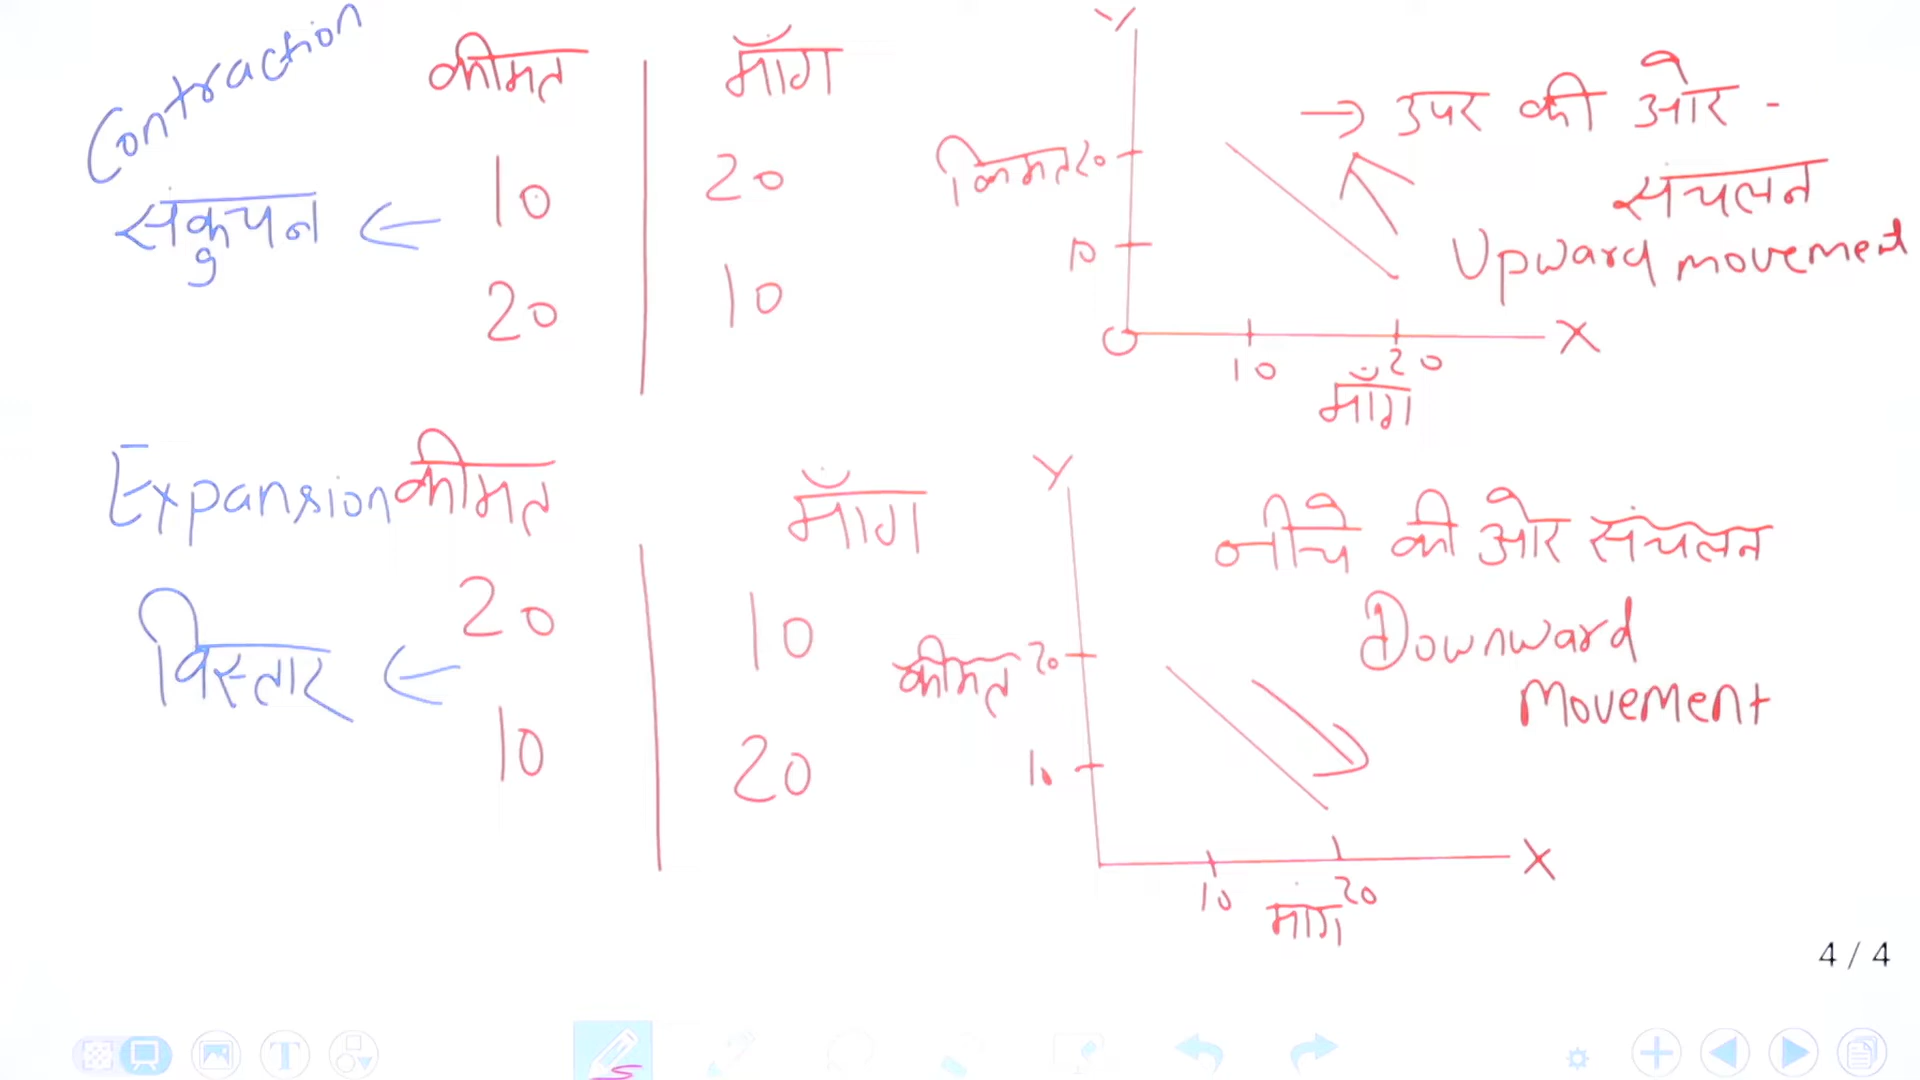 Contraction
कीमत माँग
संकुचन ← 10 20
20 10
Y
→ उपर की ओर -
संचलन
Upward movement
किमत 20
10
O 10 20 X
माँग
Expansion कीमत माँग
विस्तार ← 20 10
10 20
Y
नीचे की ओर संचलन
Downward
Movement
कीमत 20
10
10 20 X
मांग
4 / 4
T